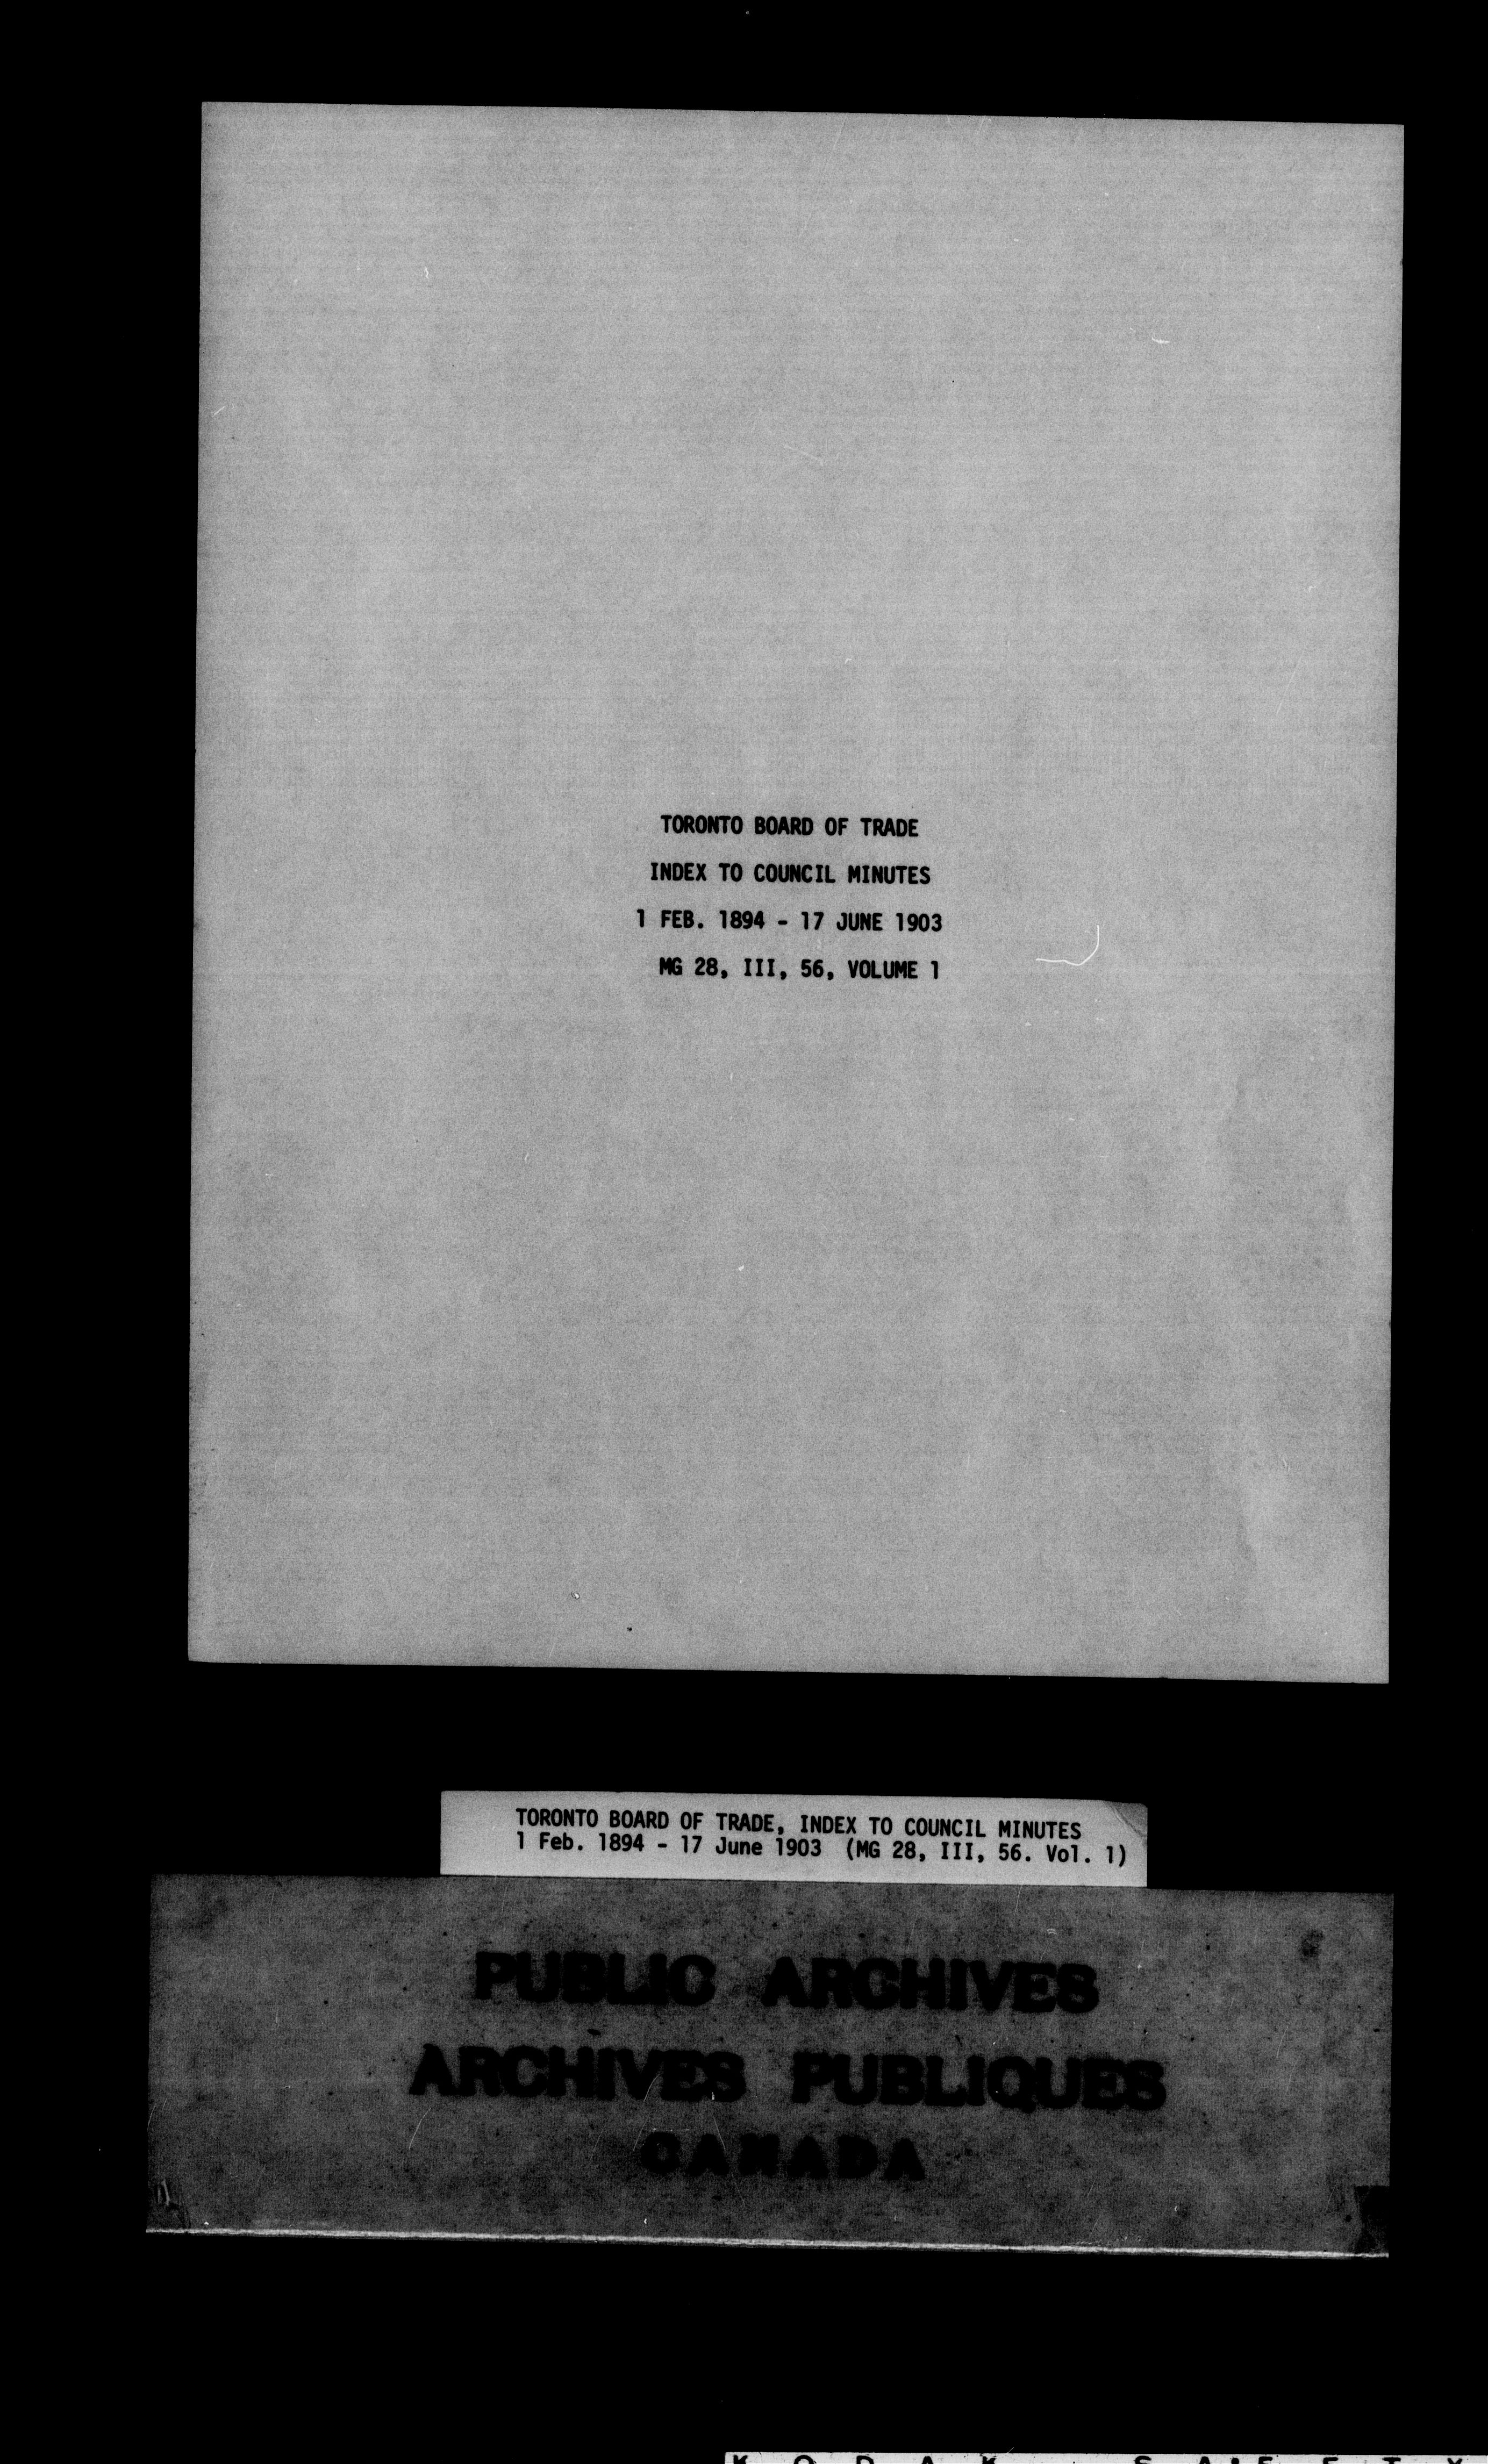 TORONTO BOARD OF TRADE
INDEX TO COUNCIL MINUTES
1 FEB. 1894 - 17 JUNE 1903
MG 28, III, 56, VOLUME 1
TORONTO BOARD OF TRADE, INDEX TO COUNCIL MINUTES
1 Feb. 1894 - 17 June 1903 (MG 28, III, 56. Vol. 1)
PUBLIC ARCHIVES
ARCHIVES PUBLIQUES
CANADA
KODAK SAFETY